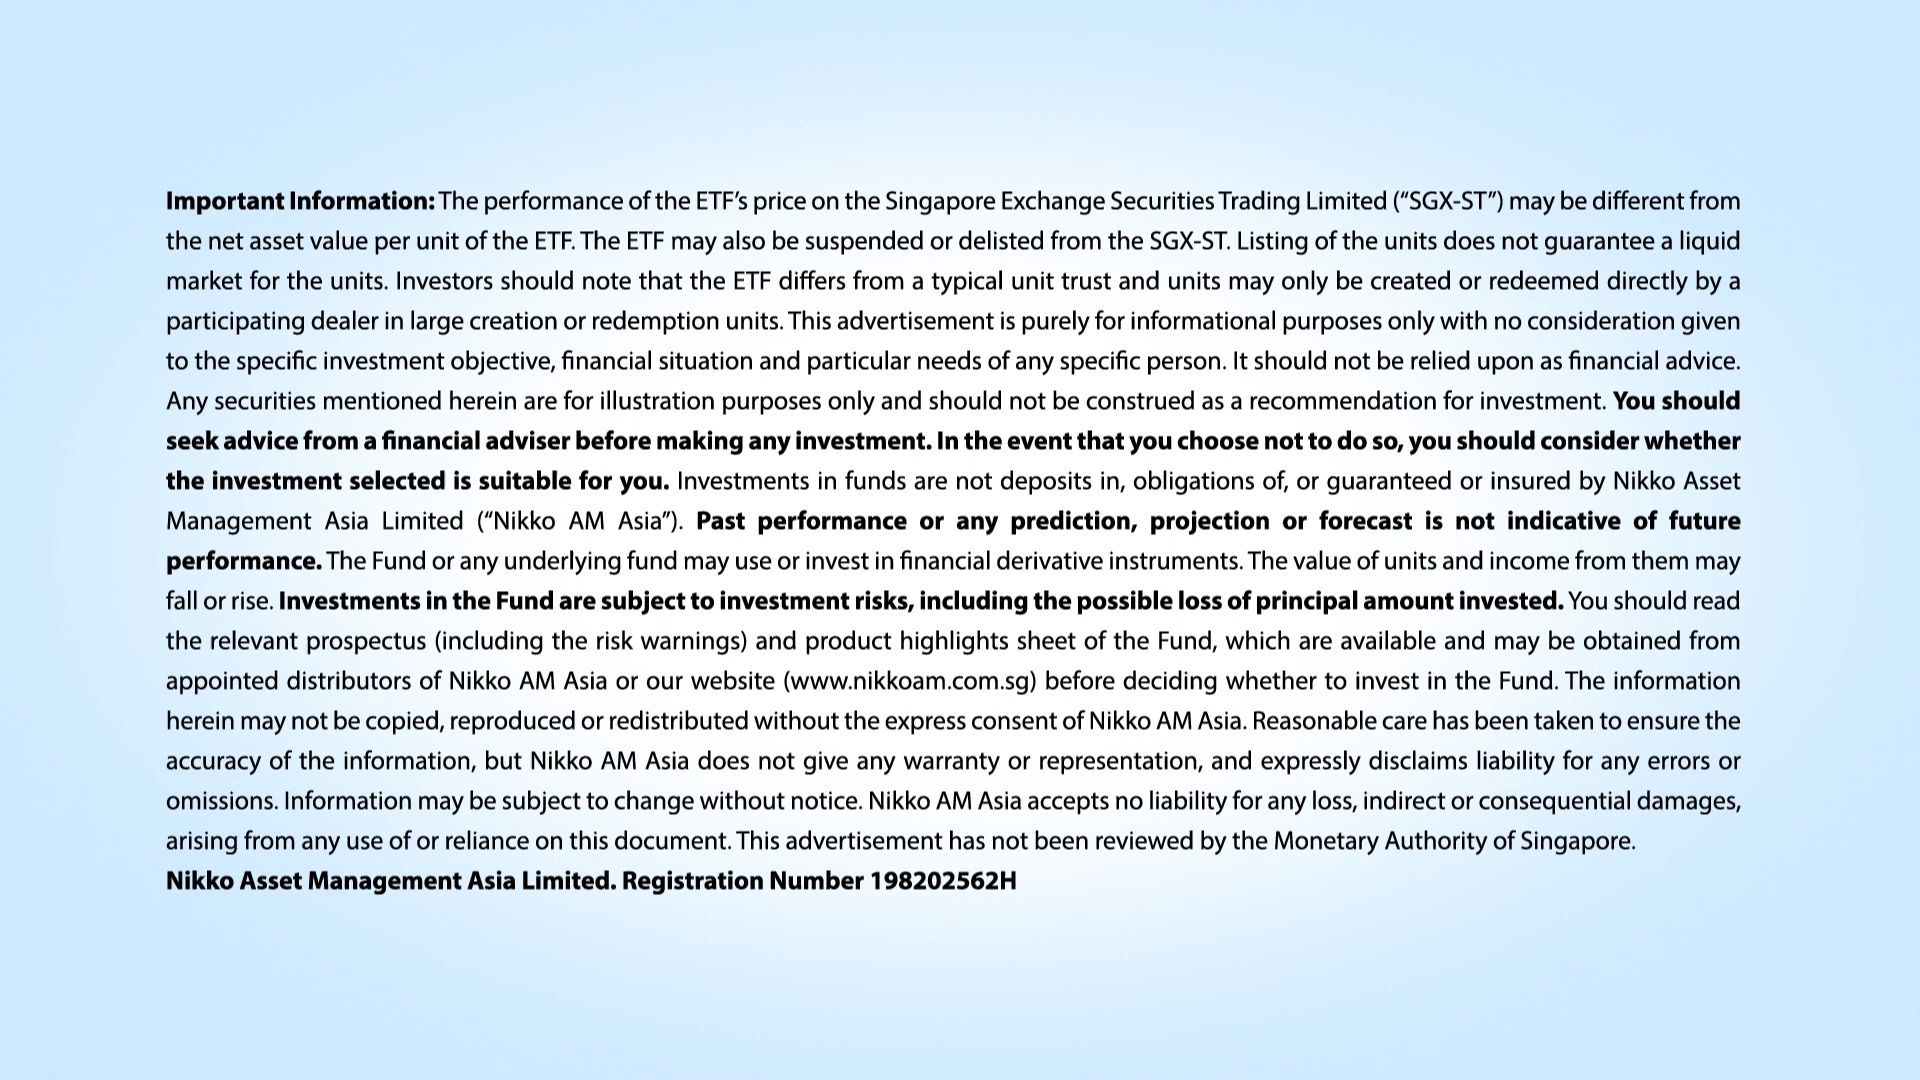 Important Information: The performance of the ETF’s price on the Singapore Exchange Securities Trading Limited (“SGX-ST”) may be different from
the net asset value per unit of the ETF. The ETF may also be suspended or delisted from the SGX-ST. Listing of the units does not guarantee a liquid
market for the units. Investors should note that the ETF differs from a typical unit trust and units may only be created or redeemed directly by a
participating dealer in large creation or redemption units. This advertisement is purely for informational purposes only with no consideration given
to the specific investment objective, financial situation and particular needs of any specific person. It should not be relied upon as financial advice.
Any securities mentioned herein are for illustration purposes only and should not be construed as a recommendation for investment. You should
seek advice from a financial adviser before making any investment. In the event that you choose not to do so, you should consider whether
the investment selected is suitable for you. Investments in funds are not deposits in, obligations of, or guaranteed or insured by Nikko Asset
Management Asia Limited (“Nikko AM Asia”). Past performance or any prediction, projection or forecast is not indicative of future
performance. The Fund or any underlying fund may use or invest in financial derivative instruments. The value of units and income from them may
fall or rise. Investments in the Fund are subject to investment risks, including the possible loss of principal amount invested. You should read
the relevant prospectus (including the risk warnings) and product highlights sheet of the Fund, which are available and may be obtained from
appointed distributors of Nikko AM Asia or our website (www.nikkoam.com.sg) before deciding whether to invest in the Fund. The information
herein may not be copied, reproduced or redistributed without the express consent of Nikko AM Asia. Reasonable care has been taken to ensure the
accuracy of the information, but Nikko AM Asia does not give any warranty or representation, and expressly disclaims liability for any errors or
omissions. Information may be subject to change without notice. Nikko AM Asia accepts no liability for any loss, indirect or consequential damages,
arising from any use of or reliance on this document. This advertisement has not been reviewed by the Monetary Authority of Singapore.
Nikko Asset Management Asia Limited. Registration Number 198202562H